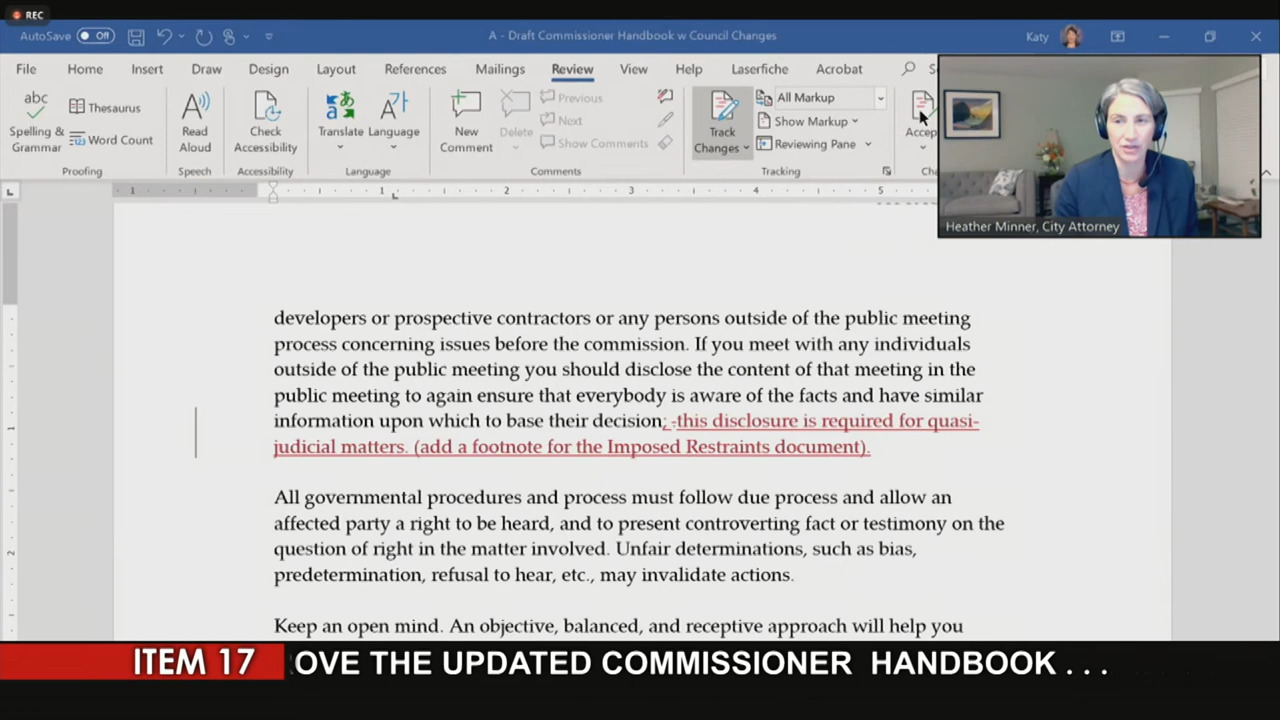 REC
AutoSave Off
A - Draft Commissioner Handbook w Council Changes
Katy
File Home Insert Draw Design Layout References Mailings Review View Help Laserfiche Acrobat
abc
Spelling & Grammar
Thesaurus
Word Count
Proofing
Read Aloud
Speech
Check Accessibility
Accessibility
Translate
Language
Language
New Comment
Delete
Previous
Next
Show Comments
Comments
Track Changes
All Markup
Show Markup
Reviewing Pane
Tracking
Accep
Heather Minner, City Attorney
1 1 2 3 4 5
developers or prospective contractors or any persons outside of the public meeting
process concerning issues before the commission. If you meet with any individuals
outside of the public meeting you should disclose the content of that meeting in the
public meeting to again ensure that everybody is aware of the facts and have similar
information upon which to base their decision; this disclosure is required for quasi-
judicial matters. (add a footnote for the Imposed Restraints document).
All governmental procedures and process must follow due process and allow an
affected party a right to be heard, and to present controverting fact or testimony on the
question of right in the matter involved. Unfair determinations, such as bias,
predetermination, refusal to hear, etc., may invalidate actions.
Keep an open mind. An objective, balanced, and receptive approach will help you
ITEM 17
ROVE THE UPDATED COMMISSIONER HANDBOOK . . .